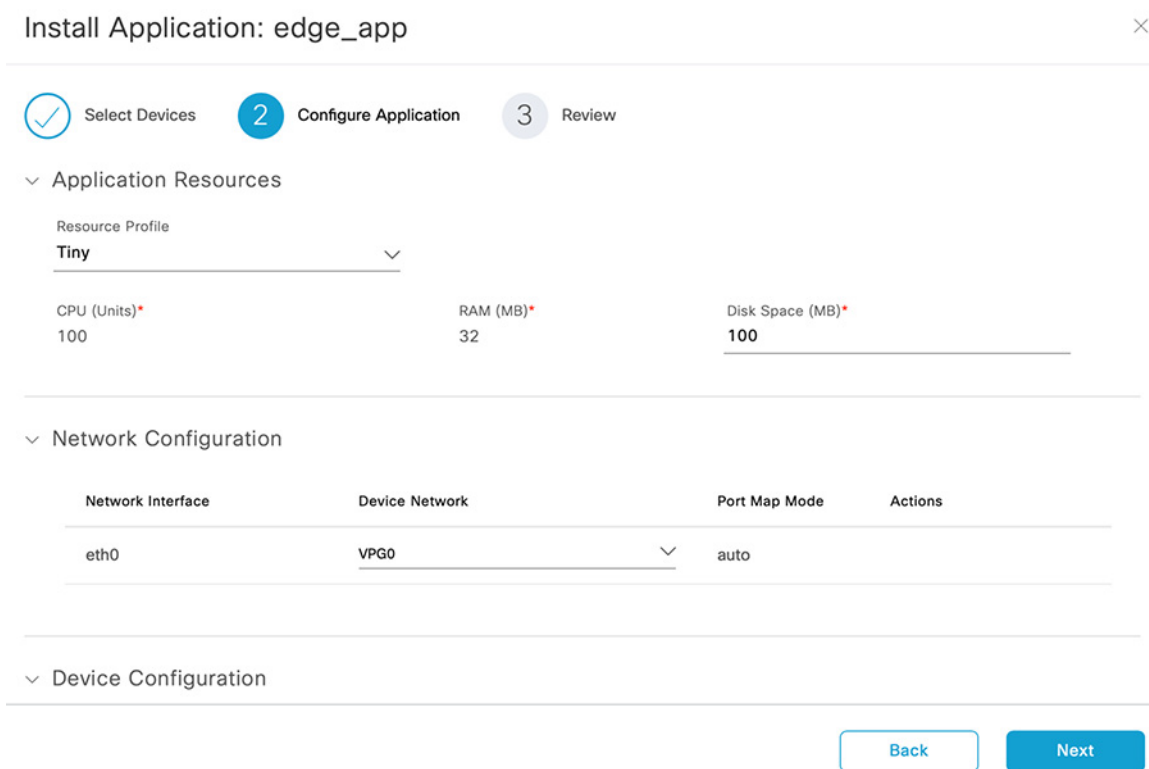 Install Application: edge_app
Select Devices 2 Configure Application 3 Review
Application Resources
Resource Profile
Tiny
CPU (Units)* RAM (MB)* Disk Space (MB)*
100 32 100
Network Configuration
Network Interface Device Network Port Map Mode Actions
eth0 VPG0 auto
Device Configuration
Back Next